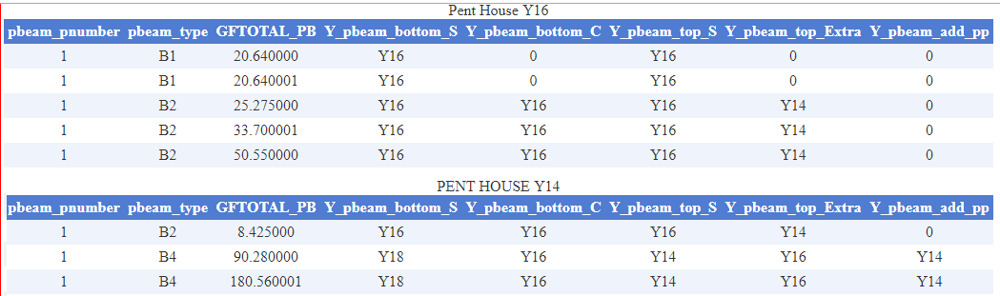 Pent House Y16
pbeam_pnumber pbeam_type GFTOTAL_PB Y_pbeam_bottom_S Y_pbeam_bottom_C Y_pbeam_top_S Y_pbeam_top_Extra Y_pbeam_add_pp
1 B1 20.640000 Y16 0 Y16 0 0
1 B1 20.640001 Y16 0 Y16 0 0
1 B2 25.275000 Y16 Y16 Y16 Y14 0
1 B2 33.700001 Y16 Y16 Y16 Y14 0
1 B2 50.550000 Y16 Y16 Y16 Y14 0
PENT HOUSE Y14
pbeam_pnumber pbeam_type GFTOTAL_PB Y_pbeam_bottom_S Y_pbeam_bottom_C Y_pbeam_top_S Y_pbeam_top_Extra Y_pbeam_add_pp
1 B2 8.425000 Y16 Y16 Y16 Y14 0
1 B4 90.280000 Y18 Y16 Y14 Y16 Y14
1 B4 180.560001 Y18 Y16 Y14 Y16 Y14